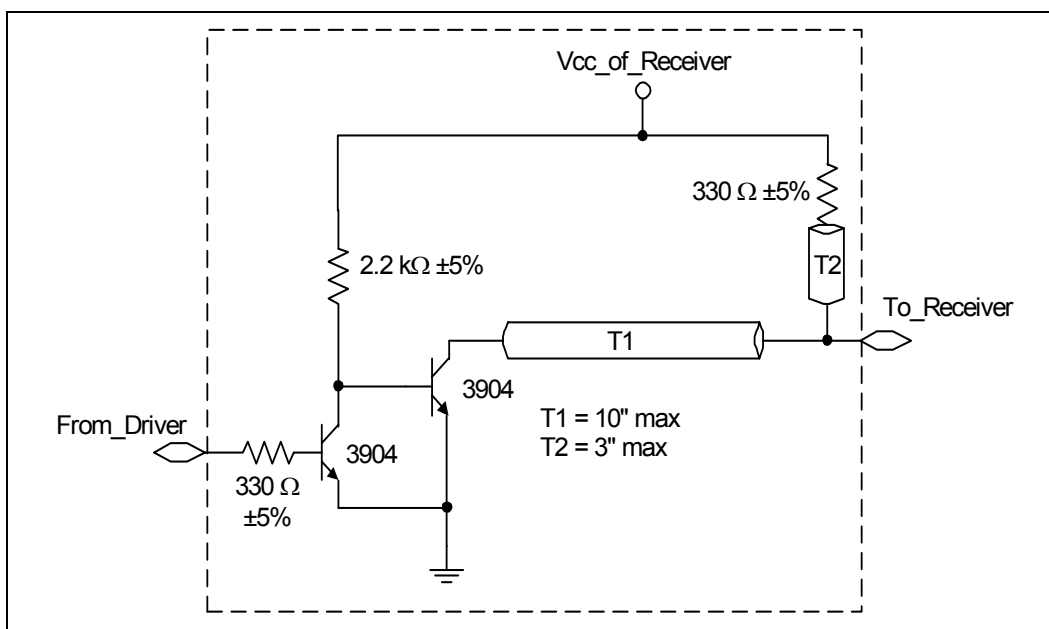 Vcc_of_Receiver
330 Ω ±5%
2.2 kΩ ±5%
T2
To_Receiver
T1
3904
T1 = 10" max
T2 = 3" max
From_Driver
3904
330 Ω
±5%